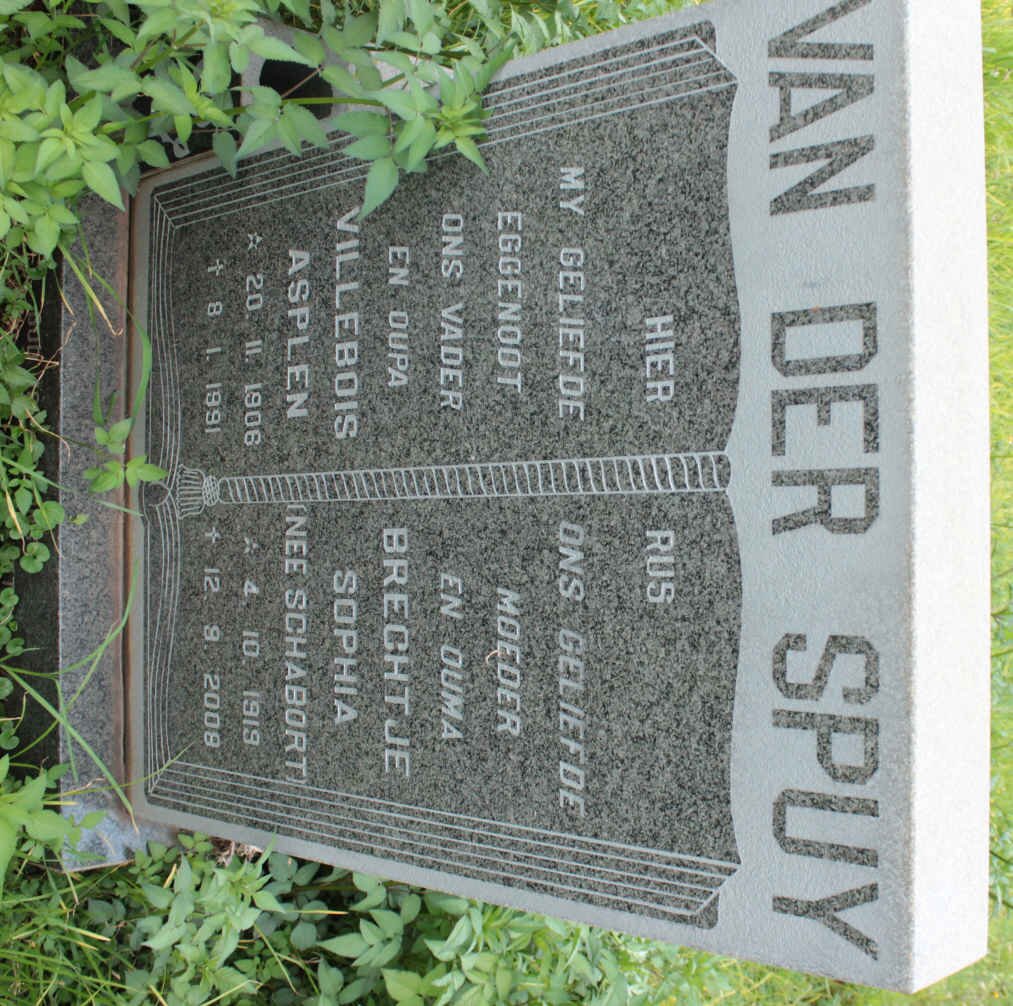 VAN DER SPUY
HIER
MY GELIEFDE
EGGENOOT
ONS VADER
EN OUPA
VILLEBOIS
ASPLEN
☆ 20. 11. 1906
✝ 8. 1. 1991
RUS
ONS GELIEFDE
MOEDER
EN OUMA
BRECHTJE
SOPHIA
(NEE SCHABORT)
☆ 4. 10. 1919
✝ 12. 9. 2008